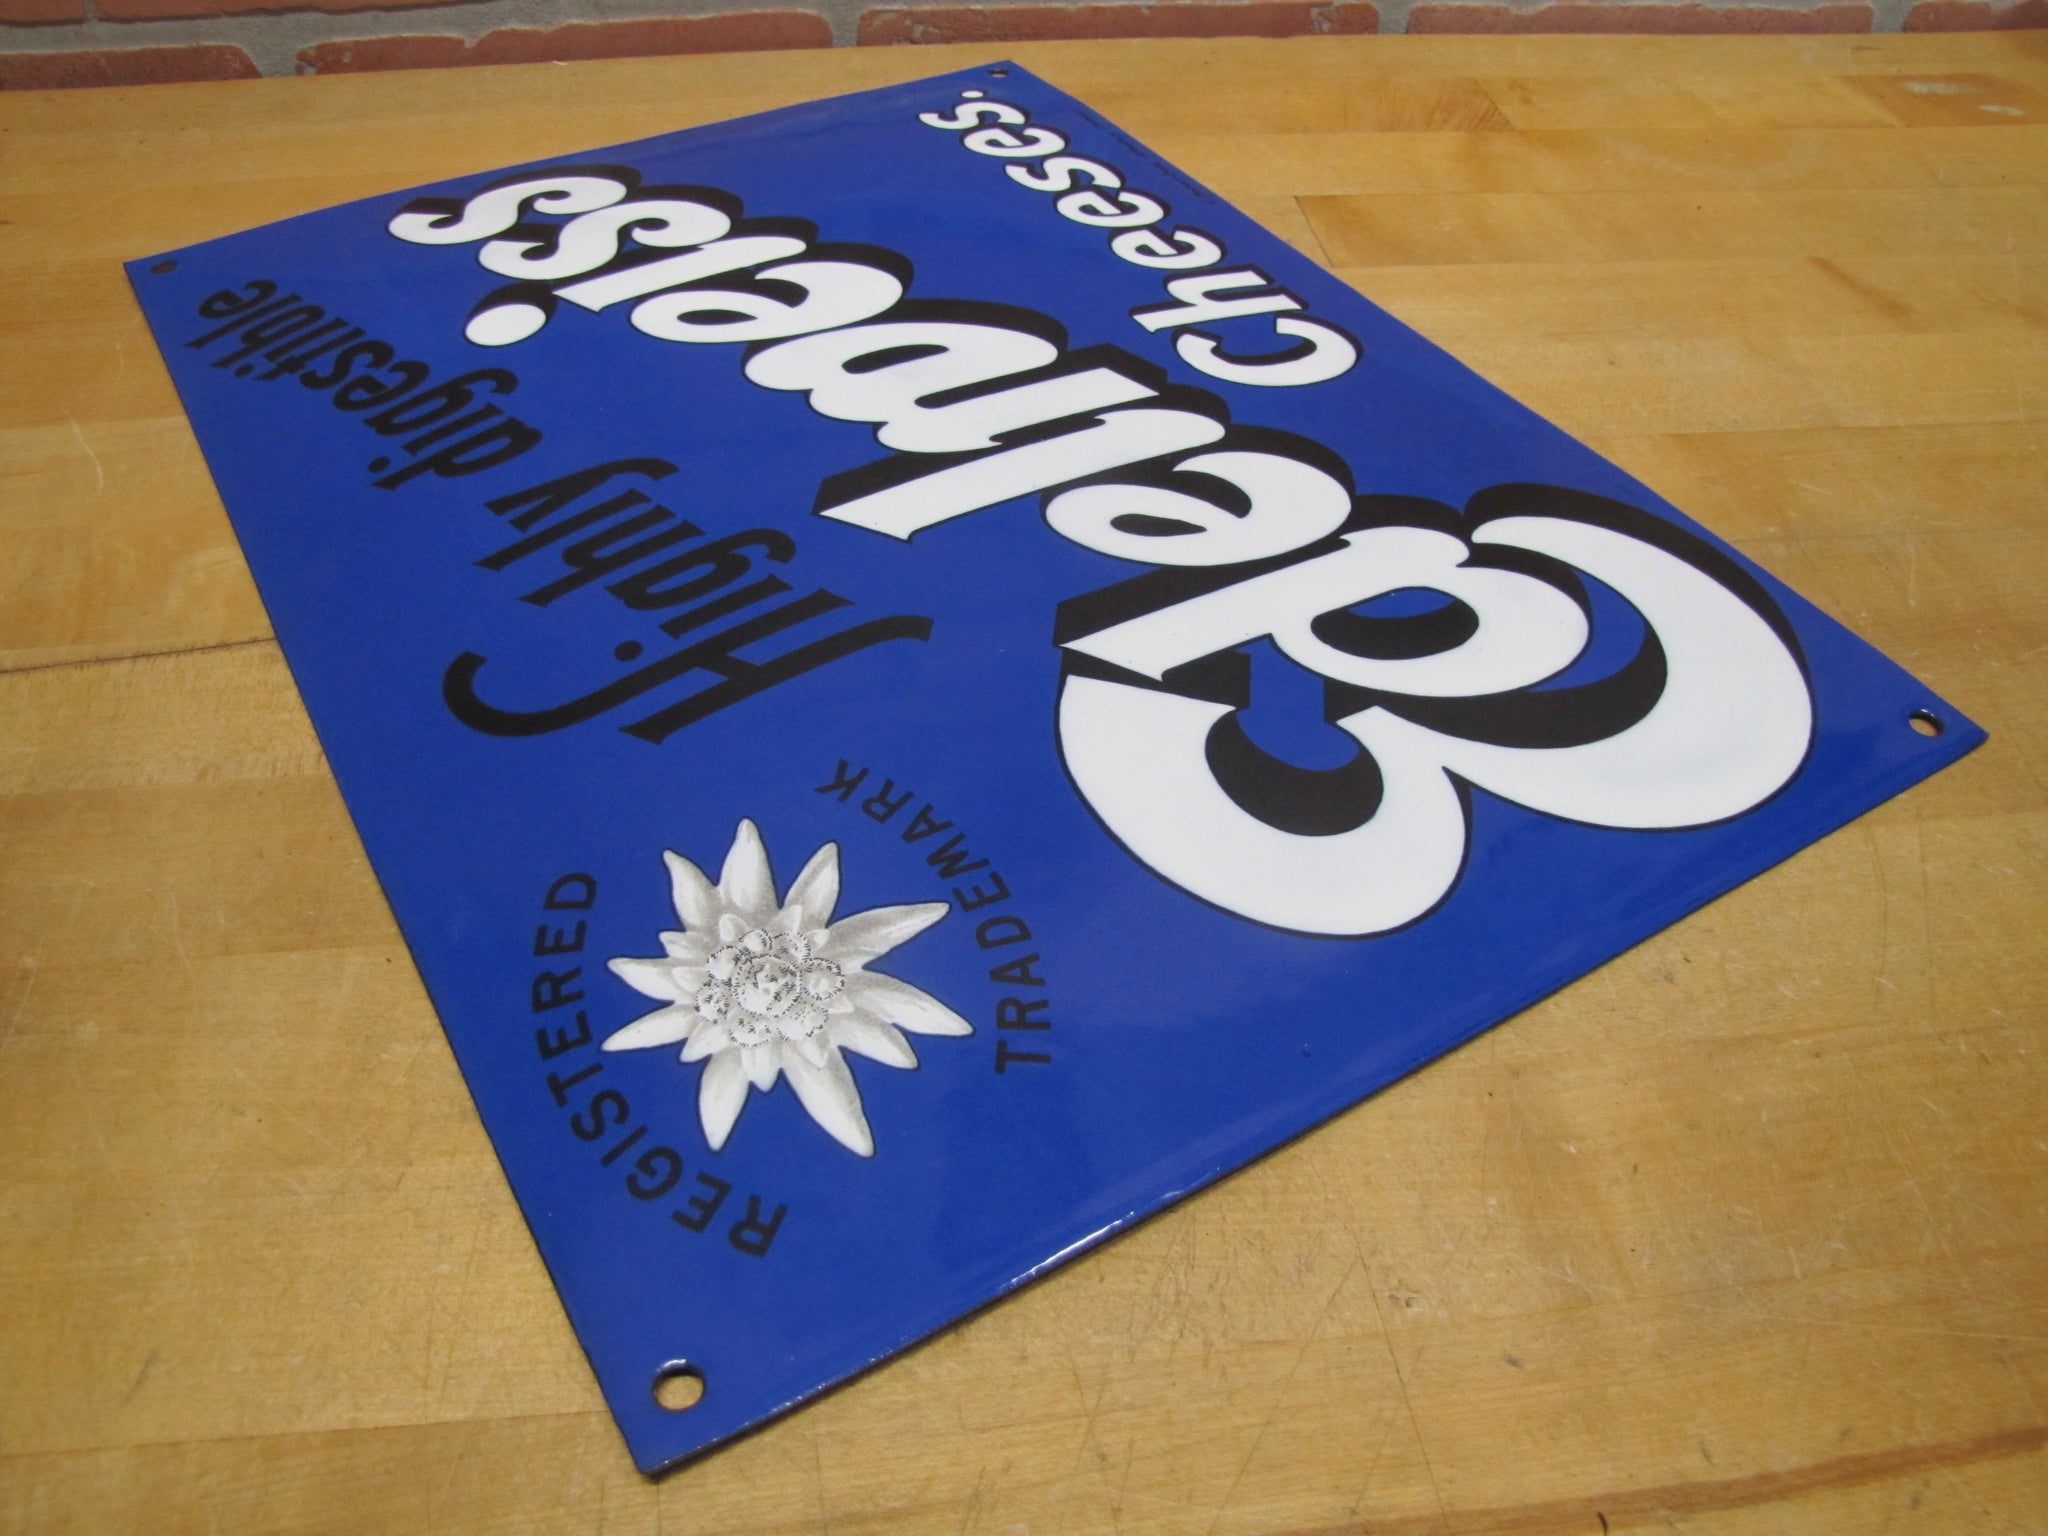 REGISTERED
TRADEMARK
Highly digestible
Edelweiss
Cheeses.